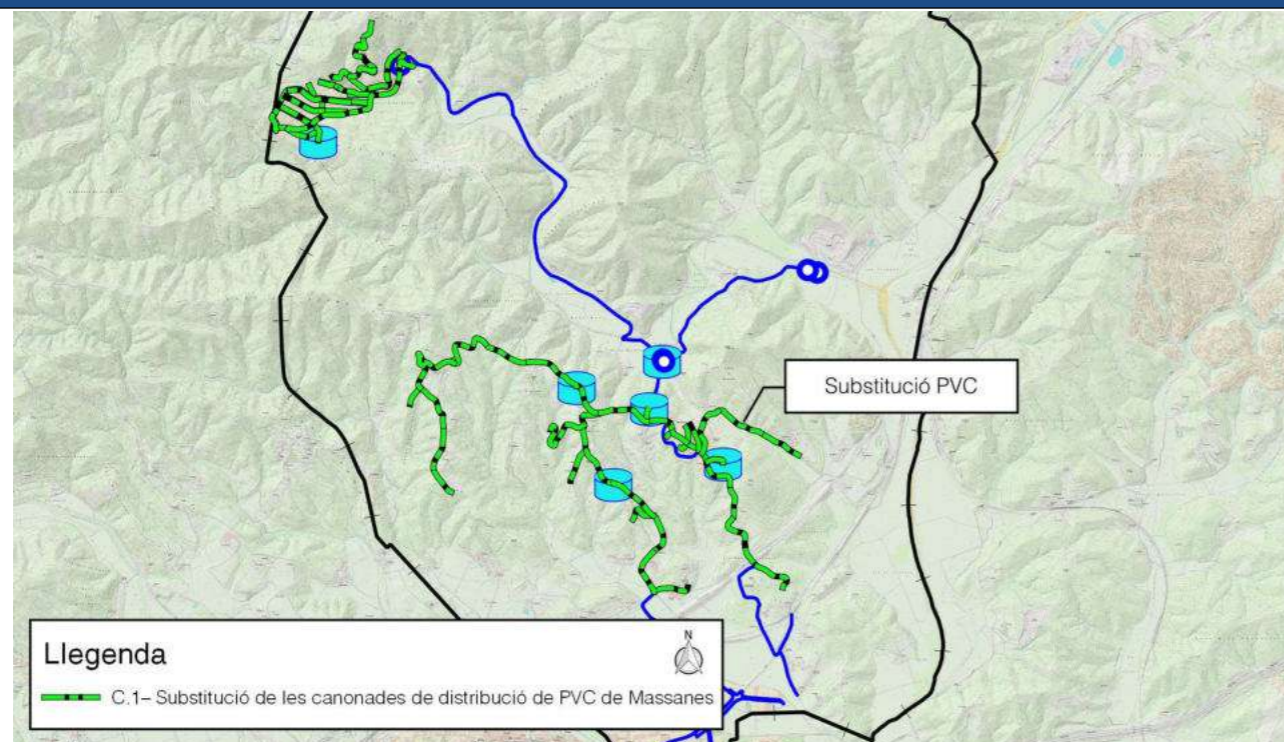 Substitució PVC
Llegenda
N
C.1– Substitució de les canonades de distribució de PVC de Massanes